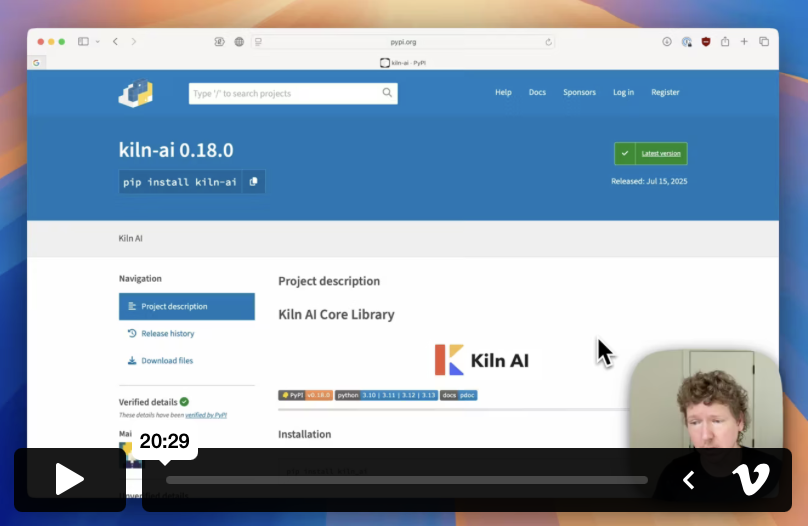 pypi.org
G
kiln-ai · PyPI
Type '/' to search projects
Help
Docs
Sponsors
Log in
Register
kiln-ai 0.18.0
Latest version
pip install kiln-ai
Released: Jul 15, 2025
Kiln AI
Navigation
Project description
Project description
Kiln AI Core Library
Release history
Kiln AI
Download files
PyPI v0.18.0 python 3.10 | 3.11 | 3.12 | 3.13 docs pdoc
Verified details
These details have been verified by PyPI
Mai
20:29
Installation
pip install kiln_ai